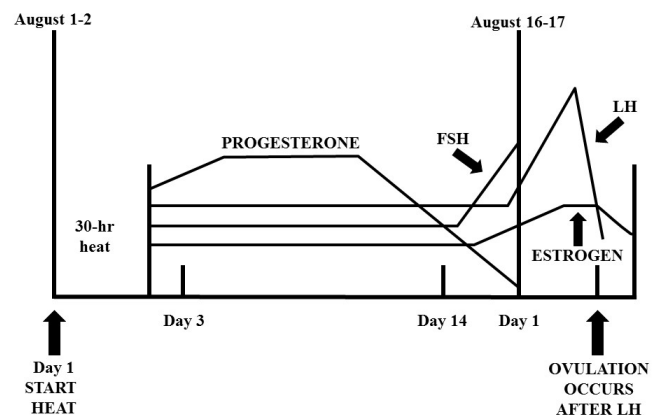 August 1-2
August 16-17
LH
FSH
PROGESTERONE
30-hr
heat
ESTROGEN
Day 3
Day 14
Day 1
Day 1
START
HEAT
OVULATION
OCCURS
AFTER LH